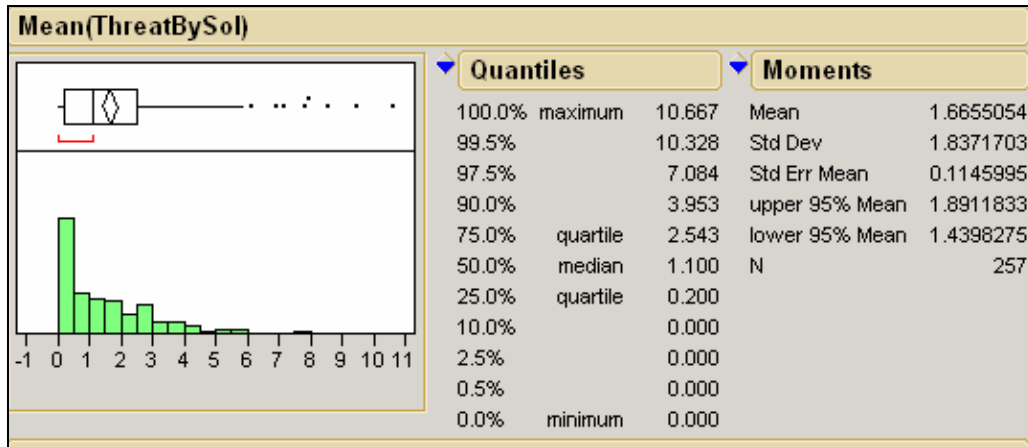 Mean(ThreatBySol)
-1 0 1 2 3 4 5 6 7 8 9 10 11
Quantiles
100.0% maximum 10.667
99.5% 10.328
97.5% 7.084
90.0% 3.953
75.0% quartile 2.543
50.0% median 1.100
25.0% quartile 0.200
10.0% 0.000
2.5% 0.000
0.5% 0.000
0.0% minimum 0.000
Moments
Mean 1.6655054
Std Dev 1.8371703
Std Err Mean 0.1145995
upper 95% Mean 1.8911833
lower 95% Mean 1.4398275
N 257